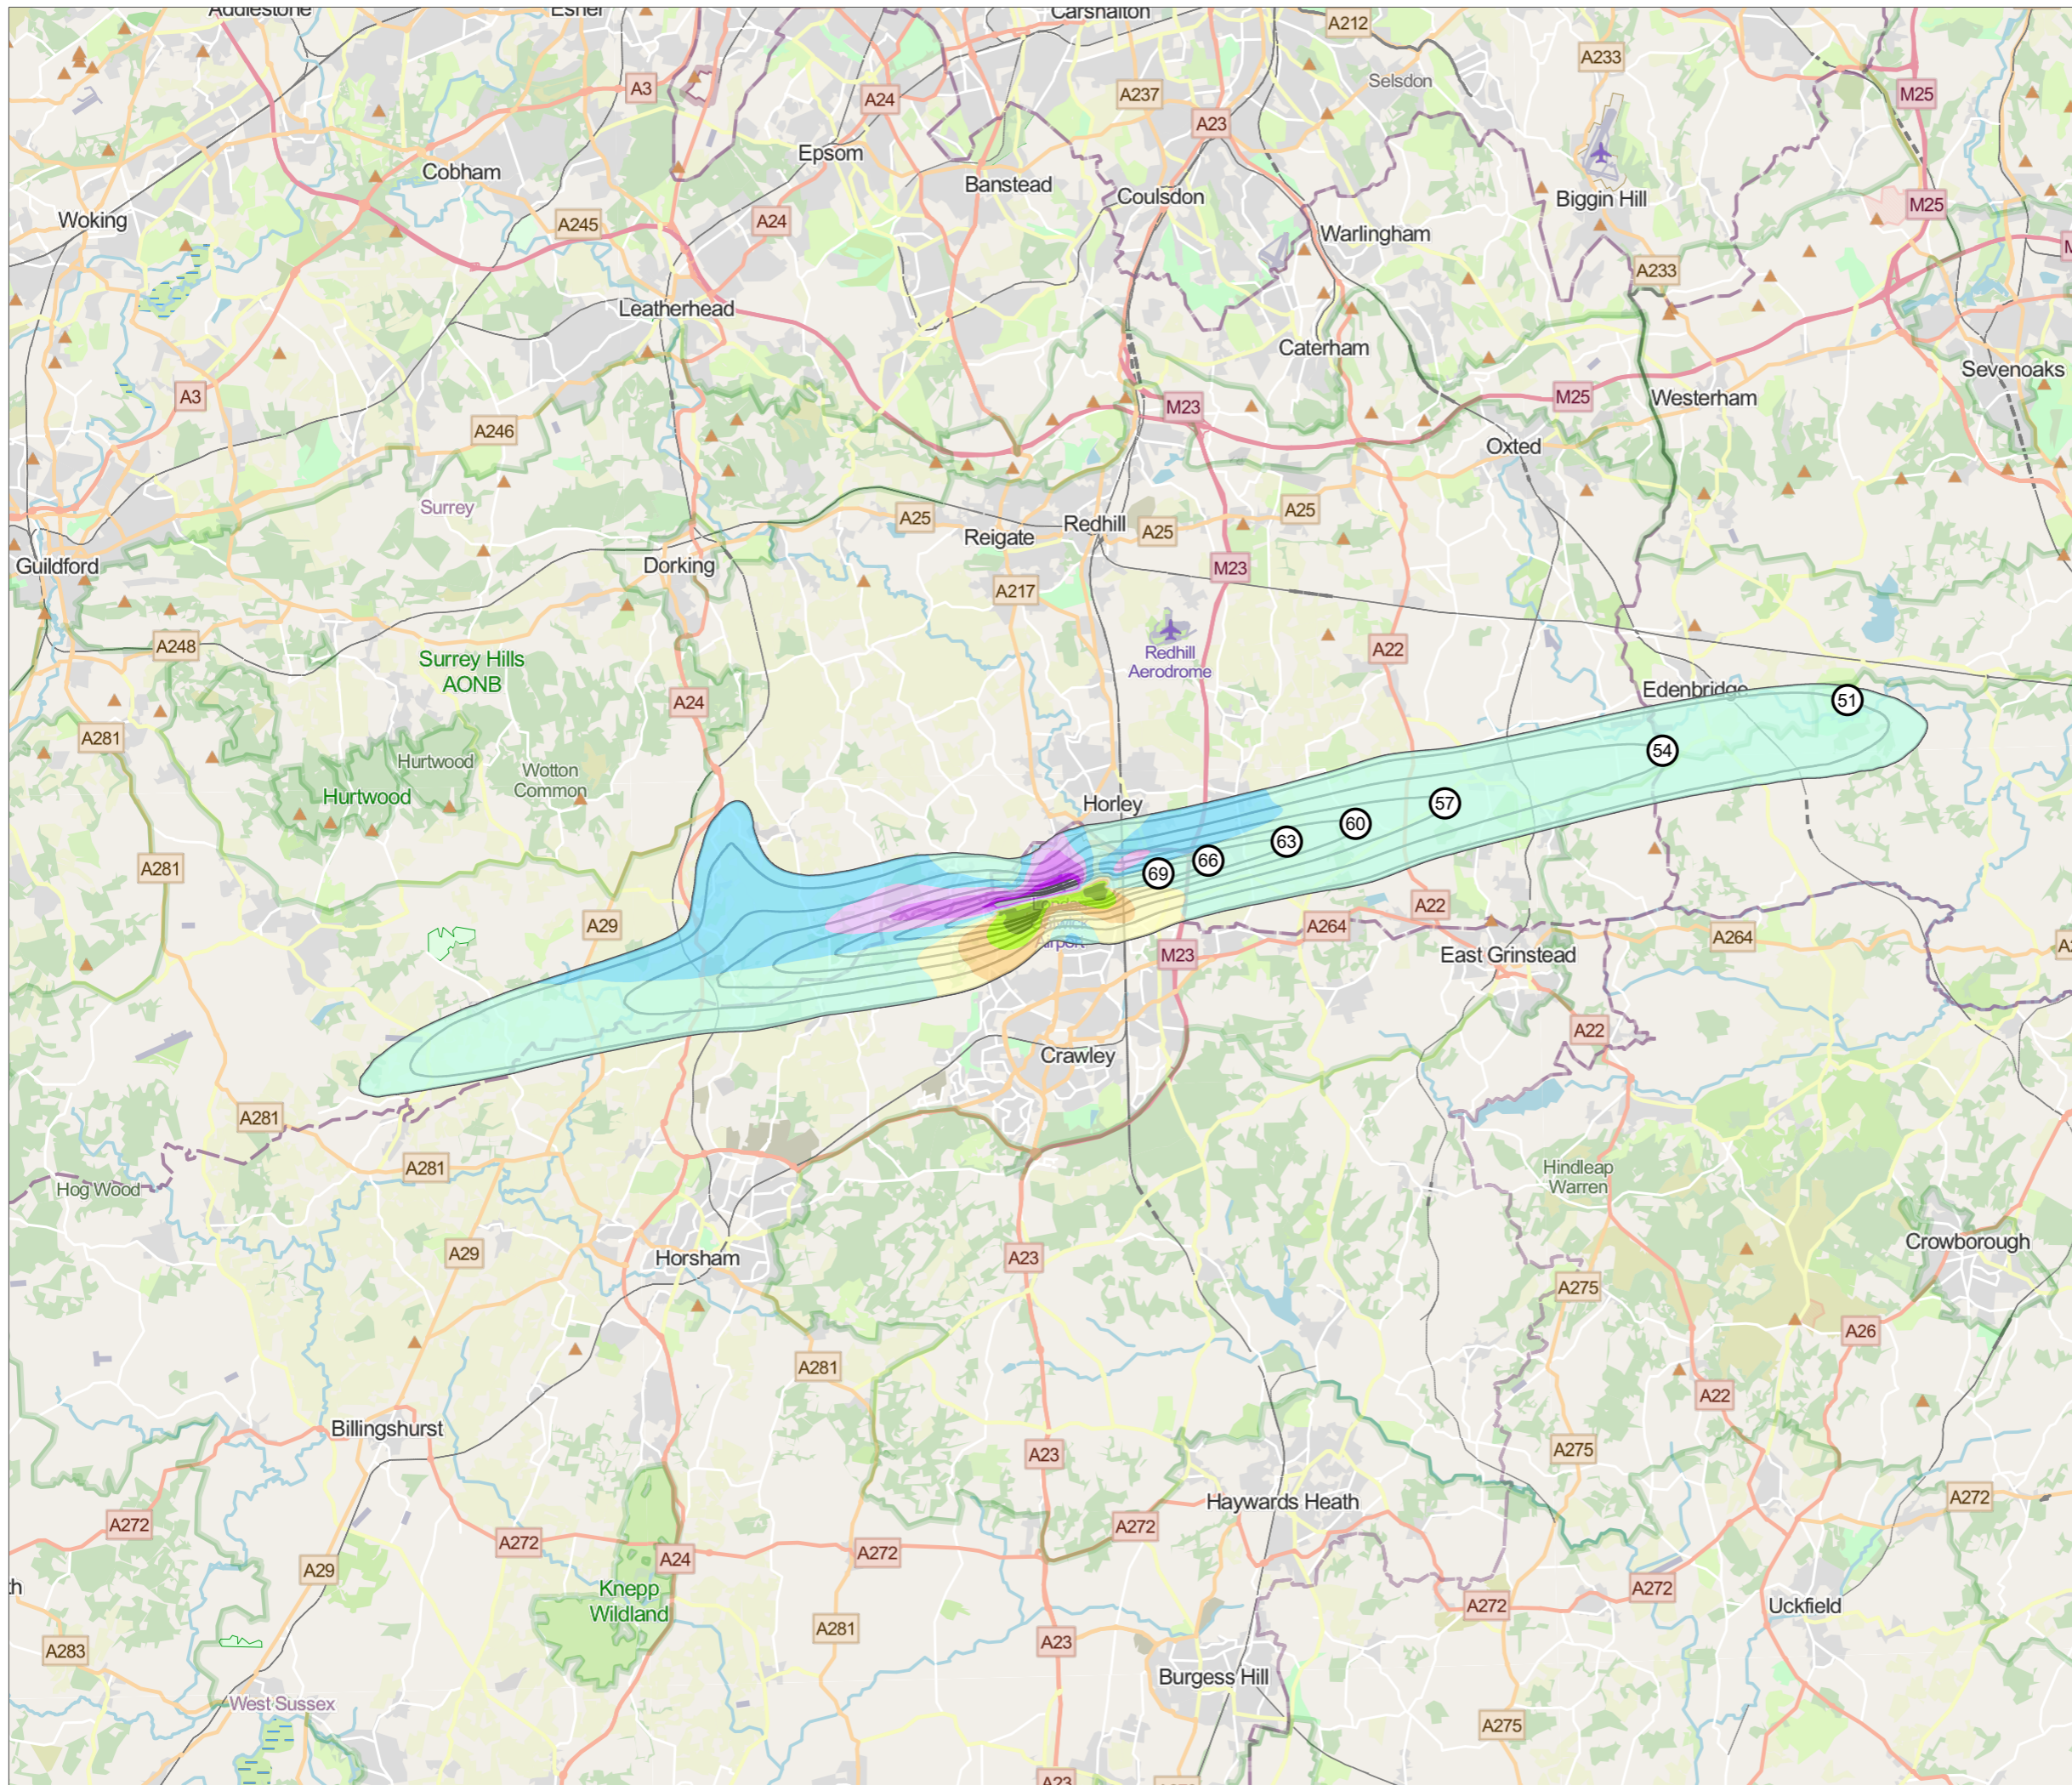 Addlestone
Esher
Carshalton
A212
A233
Selsdon
A3
A24
A237
M25
A23
Epsom
Cobham
Banstead
Coulsdon
Biggin Hill
M25
Woking
A245
A24
Warlingham
A233
Leatherhead
Caterham
Sevenoaks
A3
M23
M25
Westerham
A246
Oxted
Surrey
A25
Redhill
A25
A25
Reigate
Guildford
Dorking
M23
A217
A248
Redhill
Aerodrome
A22
Surrey Hills
AONB
A24
Edenbridge
51
A281
54
Hurtwood
Wotton
Common
Hurtwood
Horley
57
60
63
66
69
A281
A29
A22
A264
A264
Airport
M23
East Grinstead
A22
Crawley
A281
A281
Hindleap
Warren
Hog Wood
A29
Horsham
A23
Crowborough
A275
A26
A281
A22
Billingshurst
A23
A275
Haywards Heath
A272
A272
A272
A272
A272
A24
A29
Knepp
Wildland
A272
A272
Uckfield
A281
A283
A23
Burgess Hill
West Sussex
A275
A23